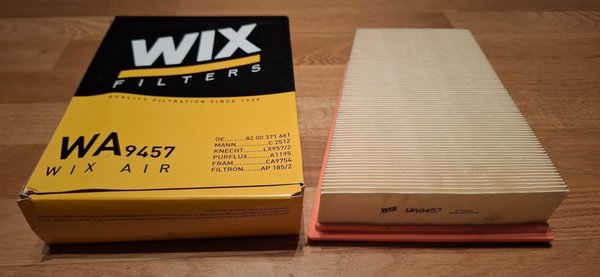 WIX
FILTERS
QUALITY FILTRATION SINCE 1939
WA9457
WIX AIR
OE..........82 00 371 661
MANN..........C 2512
KNECHT.......LX957/2
PURFLUX........A1195
FRAM..........CA9754
FILTRON.......AP 185/2
WIX WA9457